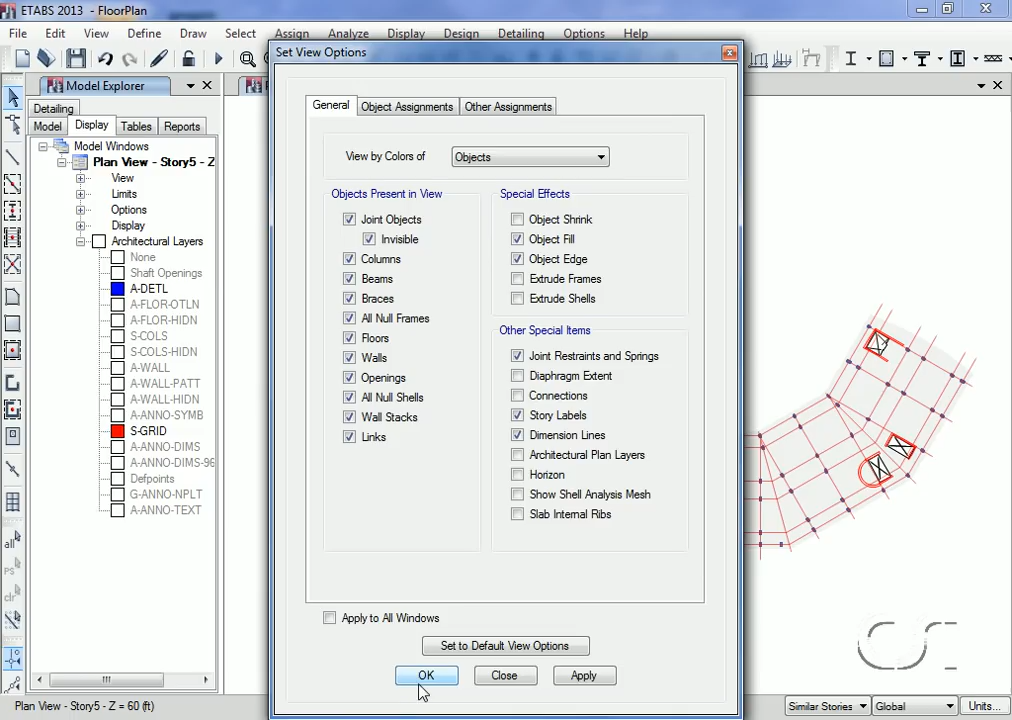 ETABS 2013 - FloorPlan
File Edit View Define Draw Select Assign Analyze Display Design Detailing Options Help
Model Explorer
Detailing
Model Display Tables Reports
Model Windows
Plan View - Story5 - Z
View
Limits
Options
Display
Architectural Layers
None
Shaft Openings
A-DETL
A-FLOR-OTLN
A-FLOR-HIDN
S-COLS
S-COLS-HIDN
A-WALL
A-WALL-PATT
A-WALL-HIDN
A-ANNO-SYMB
S-GRID
A-ANNO-DIMS
A-ANNO-DIMS-96
Defpoints
G-ANNO-NPLT
A-ANNO-TEXT
all
PS
clr
Set View Options
General Object Assignments Other Assignments
View by Colors of Objects
Objects Present in View
Joint Objects
Invisible
Columns
Beams
Braces
All Null Frames
Floors
Walls
Openings
All Null Shells
Wall Stacks
Links
Special Effects
Object Shrink
Object Fill
Object Edge
Extrude Frames
Extrude Shells
Other Special Items
Joint Restraints and Springs
Diaphragm Extent
Connections
Story Labels
Dimension Lines
Architectural Plan Layers
Horizon
Show Shell Analysis Mesh
Slab Internal Ribs
Apply to All Windows
Set to Default View Options
OK Close Apply
CSI
Plan View - Story5 - Z = 60 (ft)
Similar Stories Global Units...